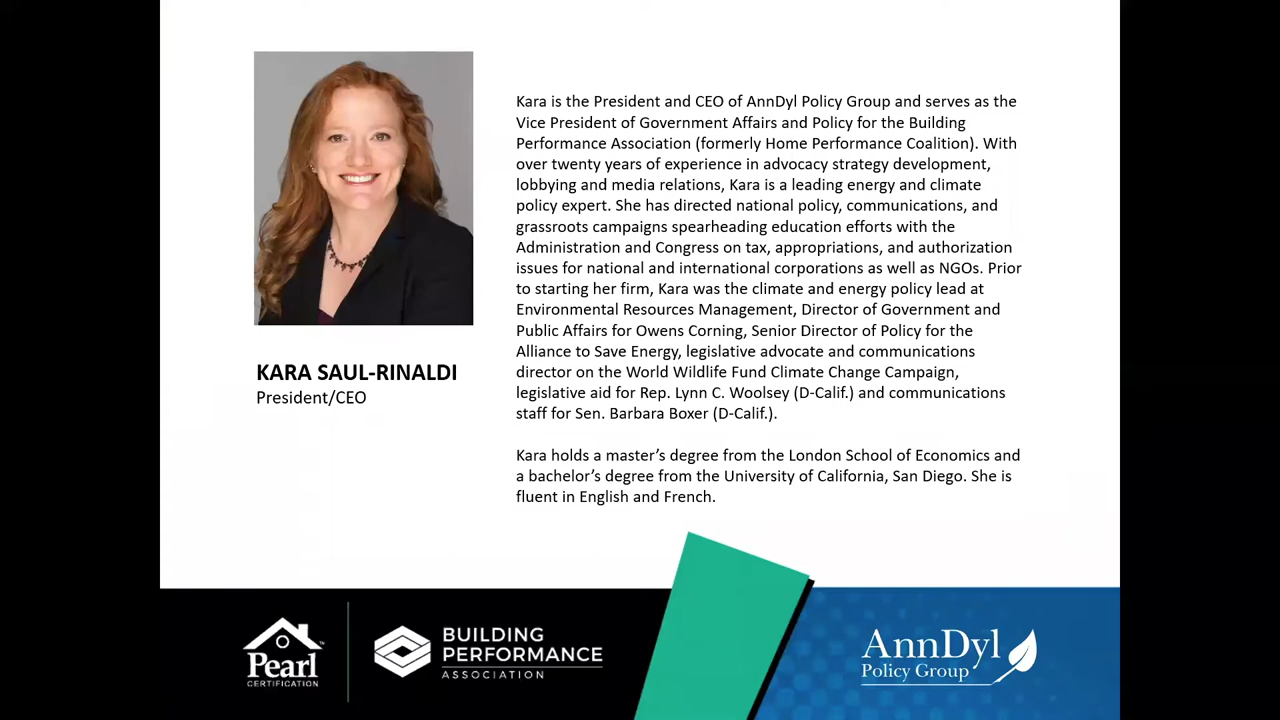 Kara is the President and CEO of AnnDyl Policy Group and serves as the
Vice President of Government Affairs and Policy for the Building
Performance Association (formerly Home Performance Coalition). With
over twenty years of experience in advocacy strategy development,
lobbying and media relations, Kara is a leading energy and climate
policy expert. She has directed national policy, communications, and
grassroots campaigns spearheading education efforts with the
Administration and Congress on tax, appropriations, and authorization
issues for national and international corporations as well as NGOs. Prior
to starting her firm, Kara was the climate and energy policy lead at
Environmental Resources Management, Director of Government and
Public Affairs for Owens Corning, Senior Director of Policy for the
Alliance to Save Energy, legislative advocate and communications
director on the World Wildlife Fund Climate Change Campaign,
legislative aid for Rep. Lynn C. Woolsey (D-Calif.) and communications
staff for Sen. Barbara Boxer (D-Calif.).
Kara holds a master’s degree from the London School of Economics and
a bachelor’s degree from the University of California, San Diego. She is
fluent in English and French.
KARA SAUL-RINALDI
President/CEO
Pearl
CERTIFICATION
BUILDING
PERFORMANCE
ASSOCIATION
AnnDyl
Policy Group